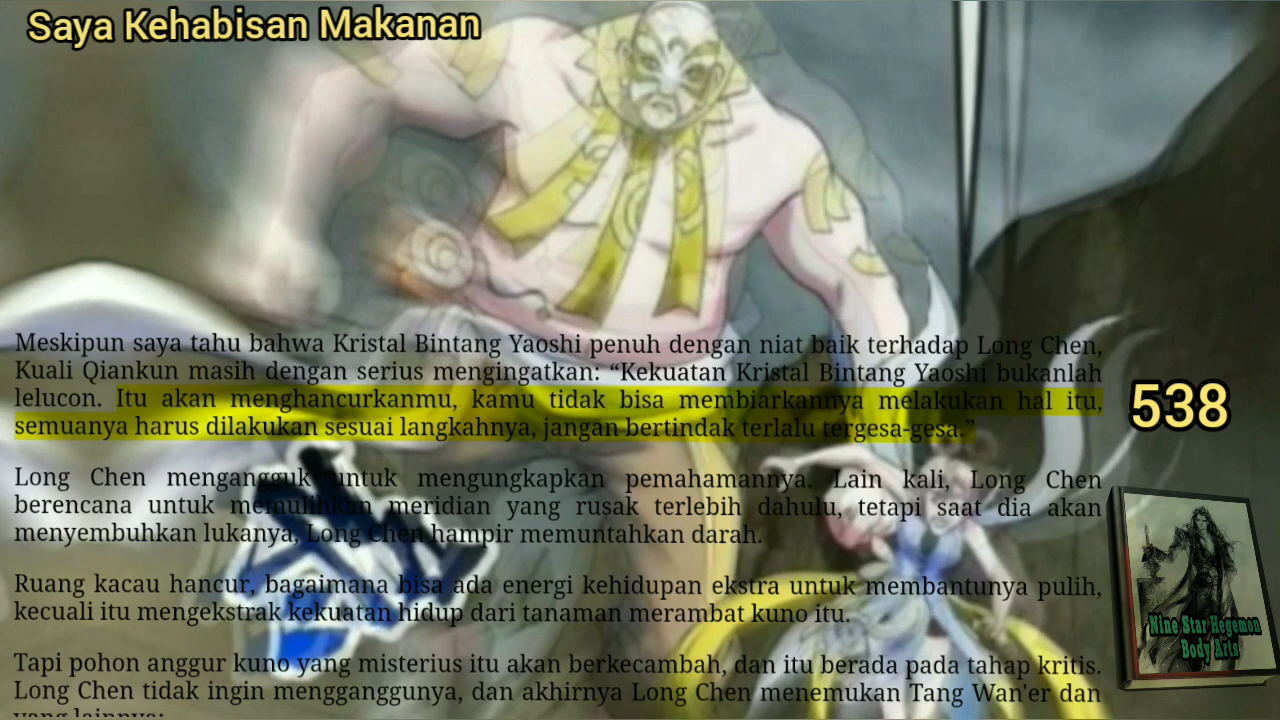 Saya Kehabisan Makanan
Meskipun saya tahu bahwa Kristal Bintang Yaoshi penuh dengan niat baik terhadap Long Chen,
Kuali Qiankun masih dengan serius mengingatkan: “Kekuatan Kristal Bintang Yaoshi bukanlah
lelucon. Itu akan menghancurkanmu, kamu tidak bisa membiarkannya melakukan hal itu,
semuanya harus dilakukan sesuai langkahnya, jangan bertindak terlalu tergesa-gesa.”
538
Long Chen mengangguk untuk mengungkapkan pemahamannya. Lain kali, Long Chen
berencana untuk memulihkan meridian yang rusak terlebih dahulu, tetapi saat dia akan
menyembuhkan lukanya, Long Chen hampir memuntahkan darah.
Ruang kacau hancur, bagaimana bisa ada energi kehidupan ekstra untuk membantunya pulih,
kecuali itu mengekstrak kekuatan hidup dari tanaman merambat kuno itu.
Nine Star Hegemon
Body Arts
Tapi pohon anggur kuno yang misterius itu akan berkecambah, dan itu berada pada tahap kritis.
Long Chen tidak ingin mengganggunya, dan akhirnya Long Chen menemukan Tang Wan'er dan
yang lainnya: